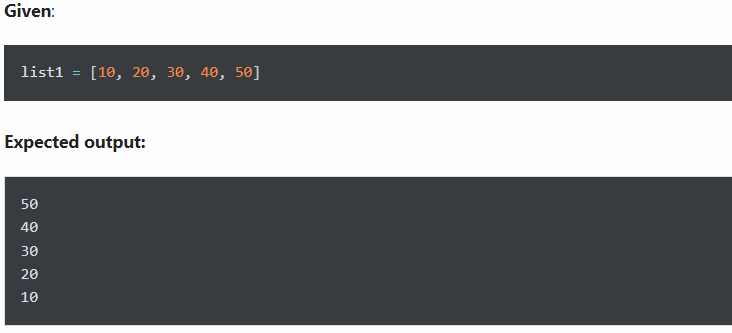 Given:
list1 = [10, 20, 30, 40, 50]
Expected output:
50
40
30
20
10